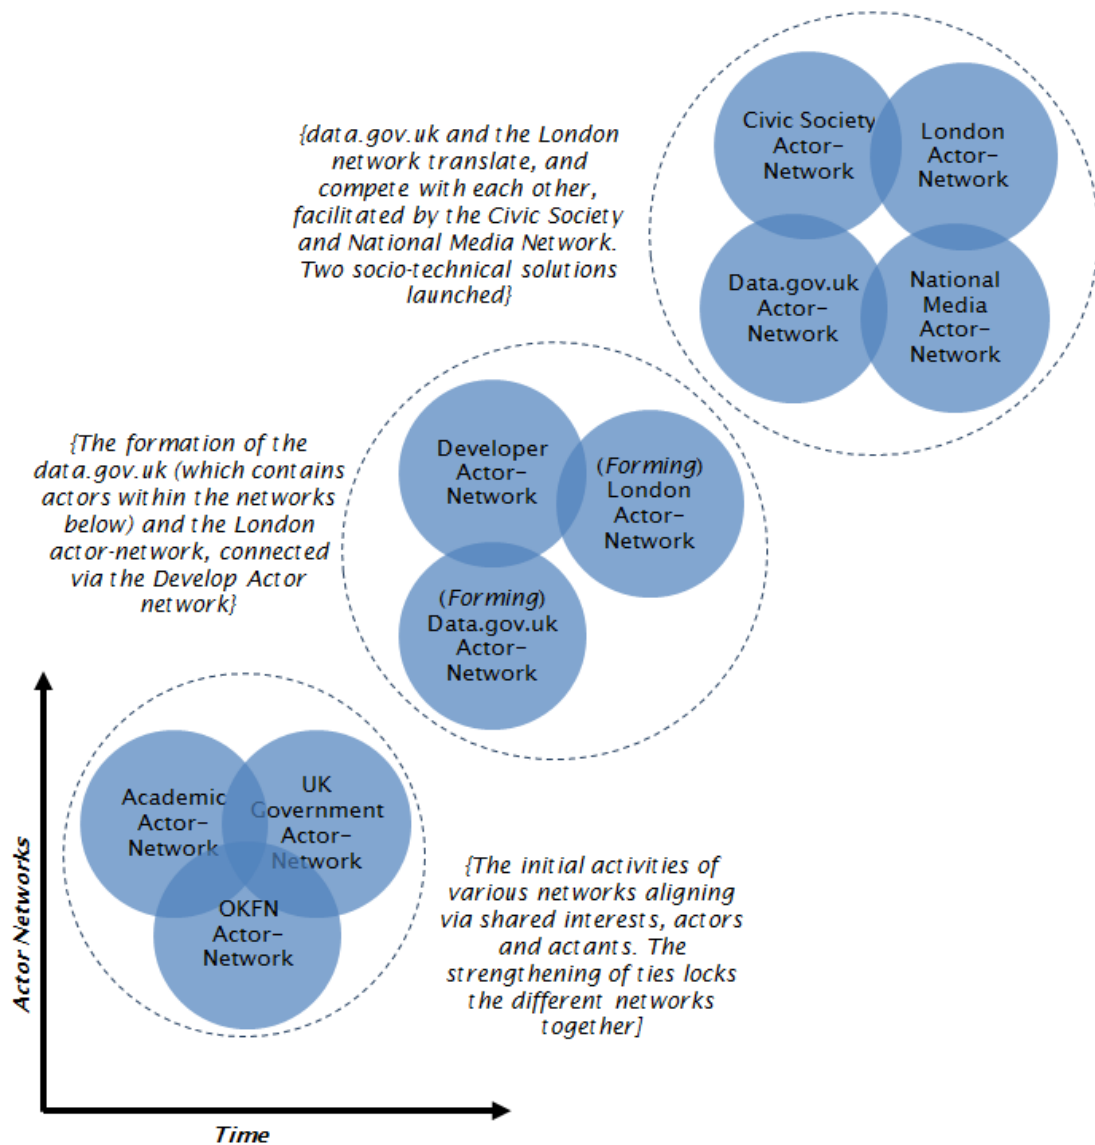 Civic Society
Actor-
Network
London
Actor-
Network
{data.gov.uk and the London
network translate, and
compete with each other,
facilitated by the Civic Society
and National Media Network.
Two socio-technical solutions
launched}
Data.gov.uk
Actor-
Network
National
Media
Actor-
Network
{The formation of the
data.gov.uk (which contains
actors within the networks
below) and the London
actor-network, connected
via the Develop Actor
network}
Developer
Actor-
Network
(Forming)
London
Actor-
Network
(Forming)
Data.gov.uk
Actor-
Network
Academic
Actor-
Network
UK
Government
Actor-
Network
OKFN
Actor-
Network
{The initial activities of
various networks aligning
via shared interests, actors
and actants. The
strengthening of ties locks
the different networks
together]
Actor Networks
Time